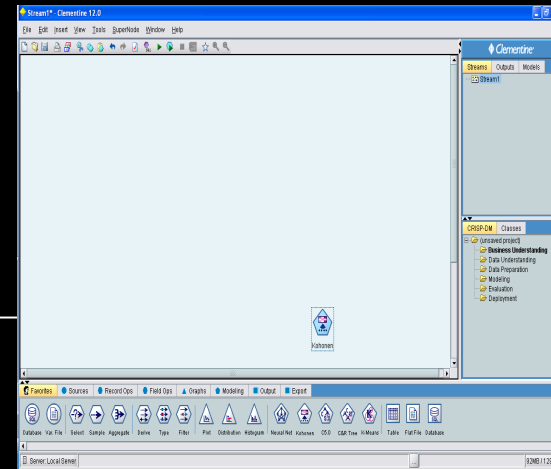 Stream1* - Clementine 12.0
File Edit Insert View Tools SuperNode Window Help
Clementine
Streams Outputs Models
Stream1
CRISP-DM Classes
(unsaved project)
Business Understanding
Data Understanding
Data Preparation
Modeling
Evaluation
Deployment
Kohonen
Favorites Sources Record Ops Field Ops Graphs Modeling Output Export
Database Var. File Select Sample Aggregate Derive Type Filter Plot Distribution Histogram Neural Net Kohonen C5.0 C&R Tree K-Means Table Flat File Database
Server: Local Server
92MB / 129